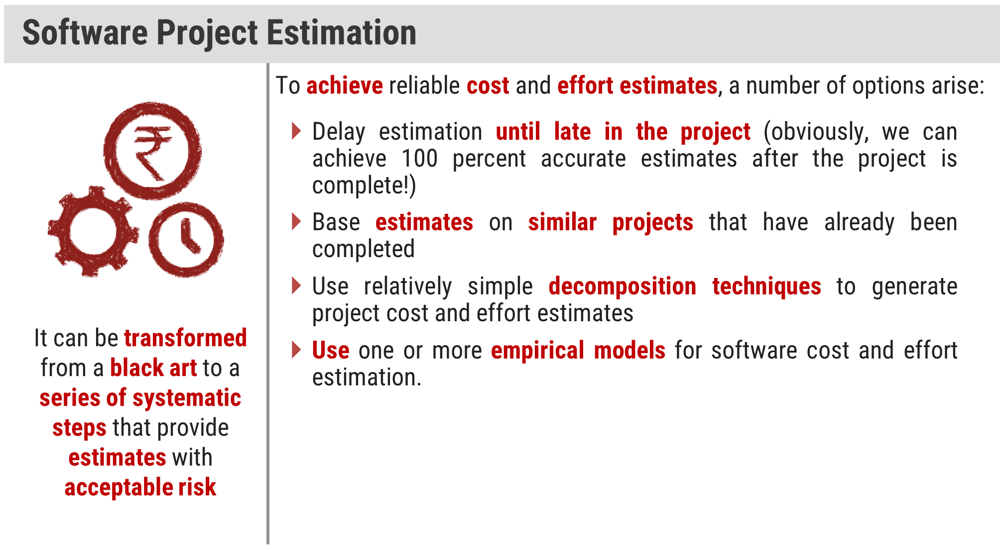 Software Project Estimation
₹
It can be transformed
from a black art to a
series of systematic
steps that provide
estimates with
acceptable risk
To achieve reliable cost and effort estimates, a number of options arise:
Delay estimation until late in the project (obviously, we can
achieve 100 percent accurate estimates after the project is
complete!)
Base estimates on similar projects that have already been
completed
Use relatively simple decomposition techniques to generate
project cost and effort estimates
Use one or more empirical models for software cost and effort
estimation.